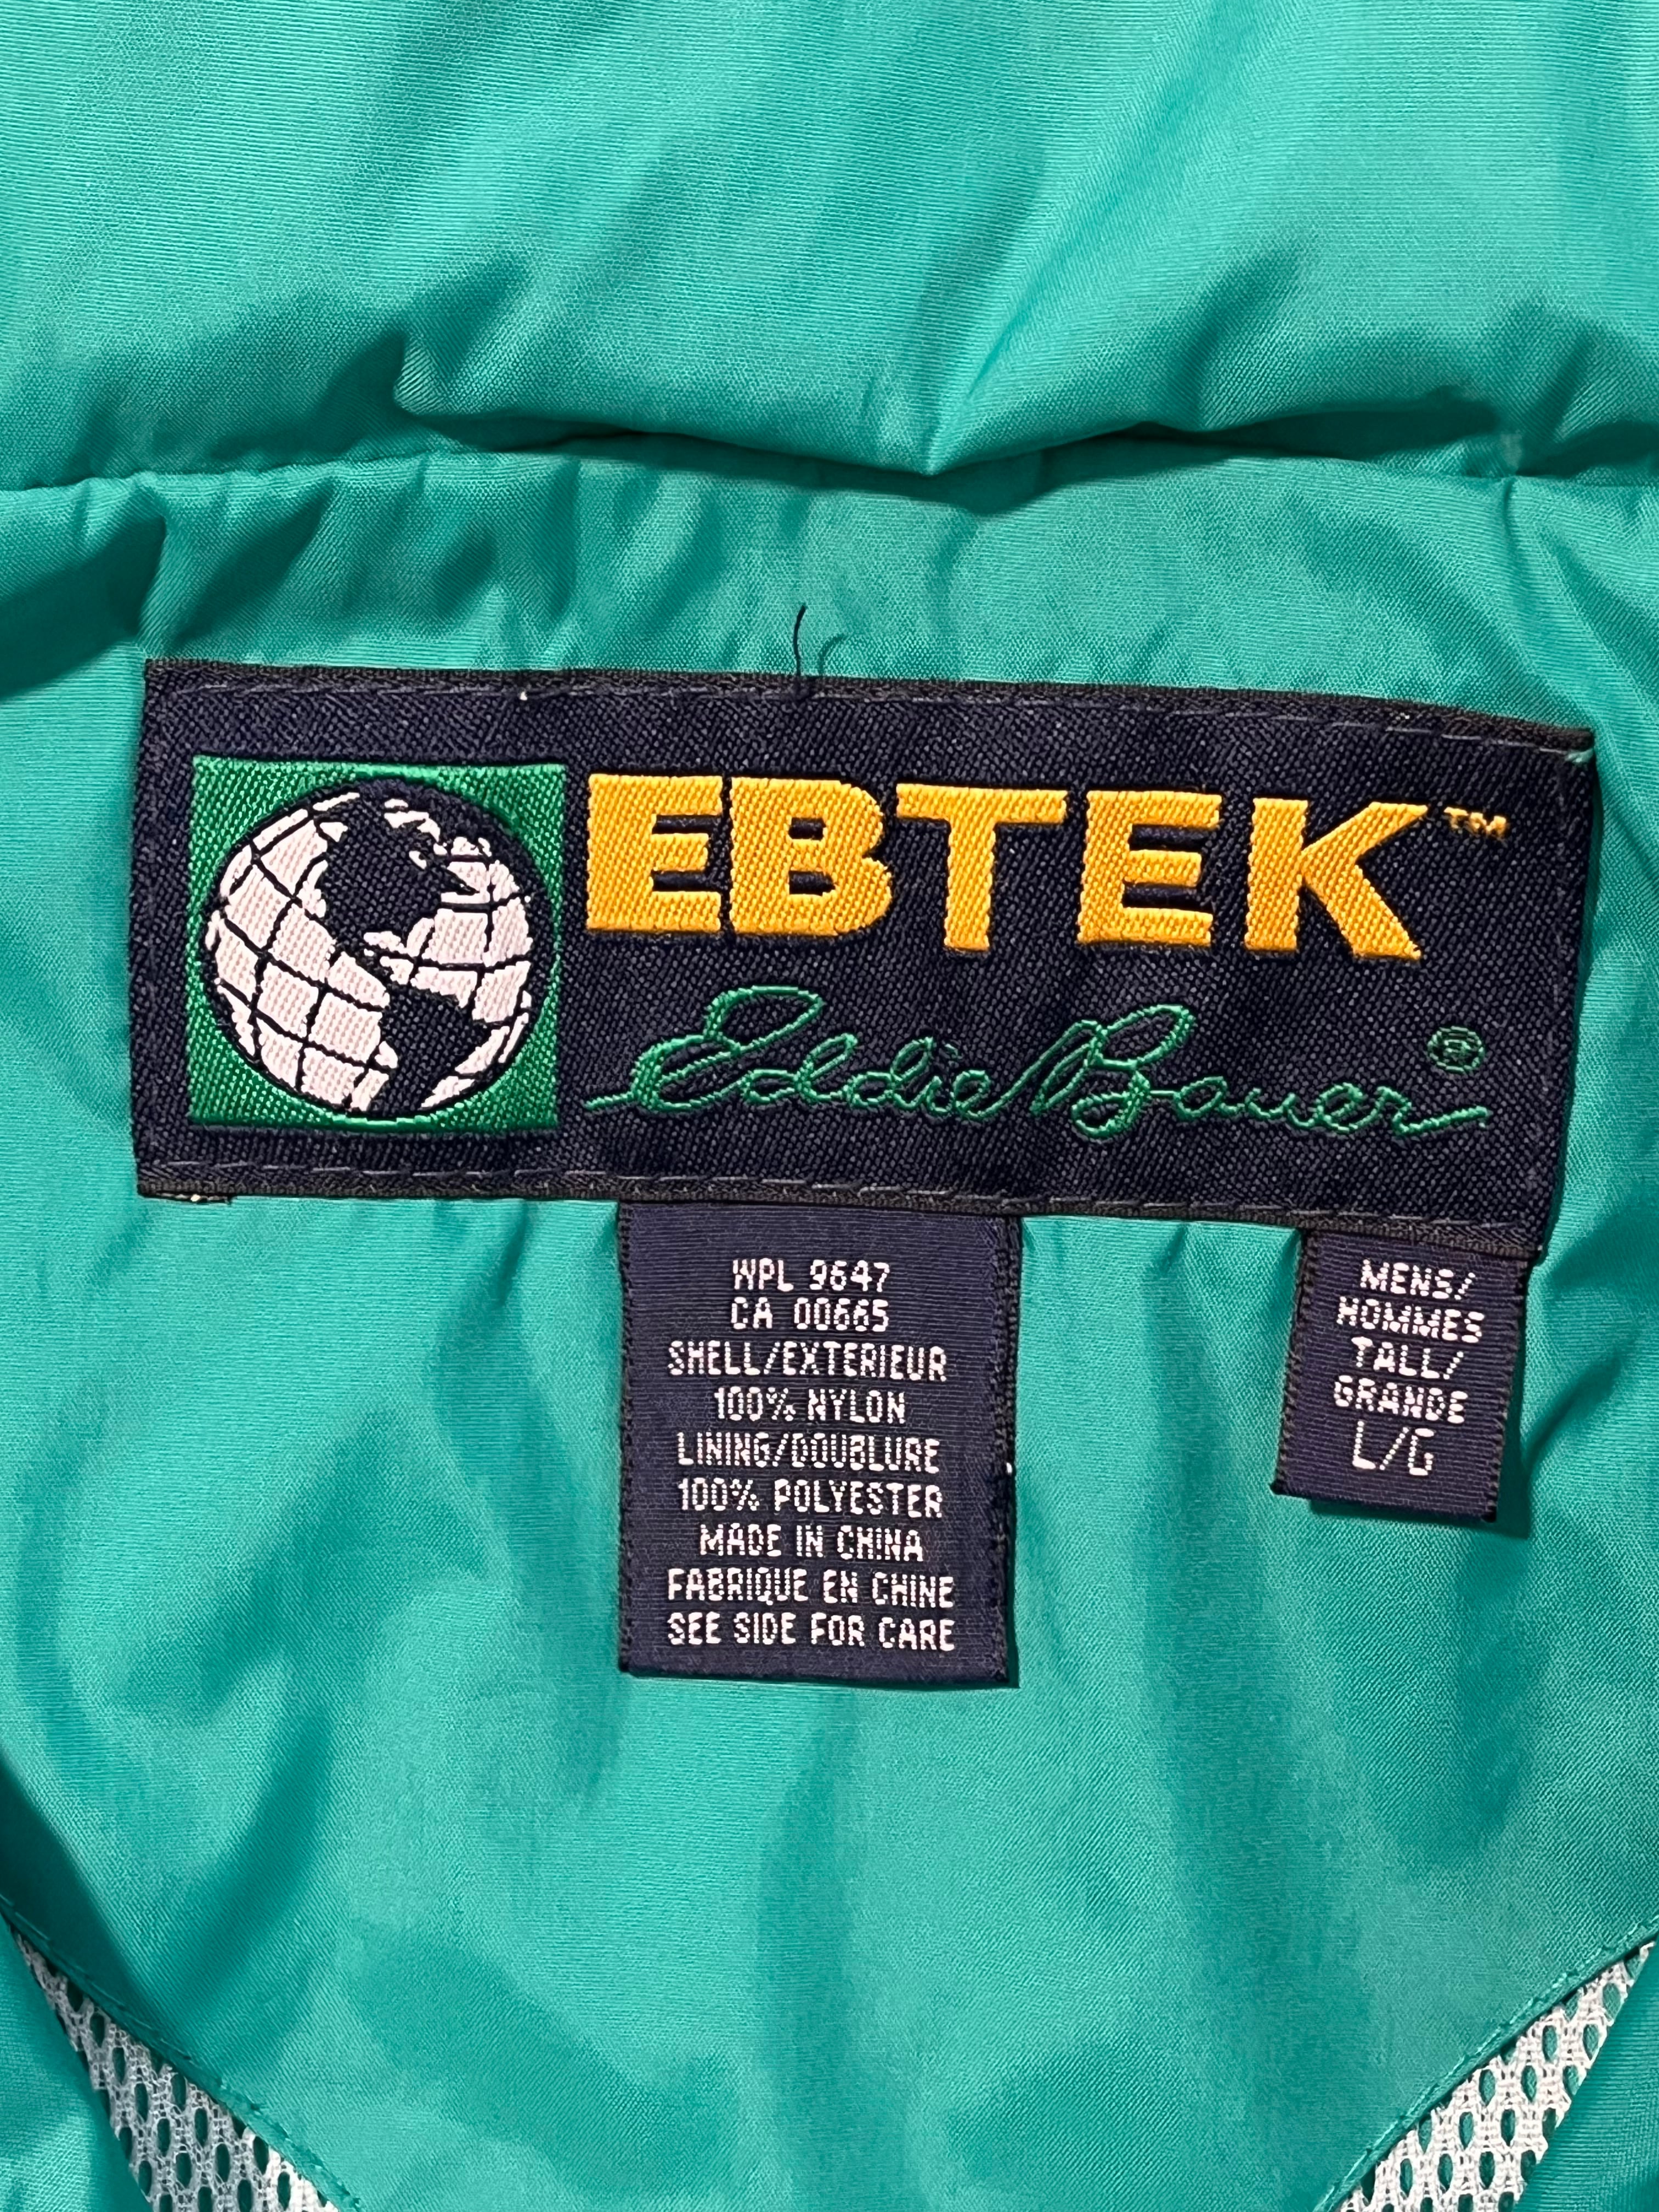 EBTEK™
Eddie Bauer®
WPL 9647
CA 00665
SHELL/EXTERIEUR
100% NYLON
LINING/DOUBLURE
100% POLYESTER
MADE IN CHINA
FABRIQUE EN CHINE
SEE SIDE FOR CARE
MENS/
HOMMES
TALL/
GRANDE
L/G